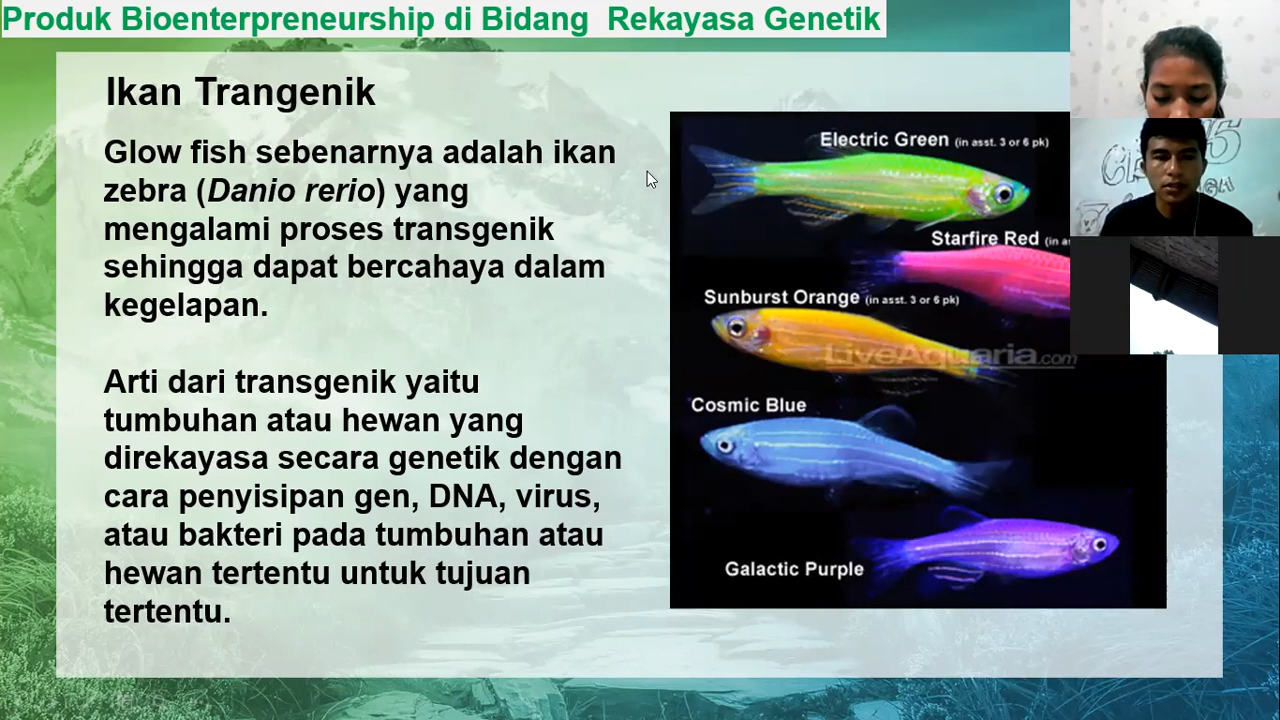 Produk Bioenterpreneurship di Bidang Rekayasa Genetik
Ikan Trangenik
Glow fish sebenarnya adalah ikan
zebra (Danio rerio) yang
mengalami proses transgenik
sehingga dapat bercahaya dalam
kegelapan.
Arti dari transgenik yaitu
tumbuhan atau hewan yang
direkayasa secara genetik dengan
cara penyisipan gen, DNA, virus,
atau bakteri pada tumbuhan atau
hewan tertentu untuk tujuan
tertentu.
Electric Green (in asst. 3 or 6 pk)
Starfire Red (in as
Sunburst Orange (in asst. 3 or 6 pk)
LiveAquaria.com
Cosmic Blue
Galactic Purple